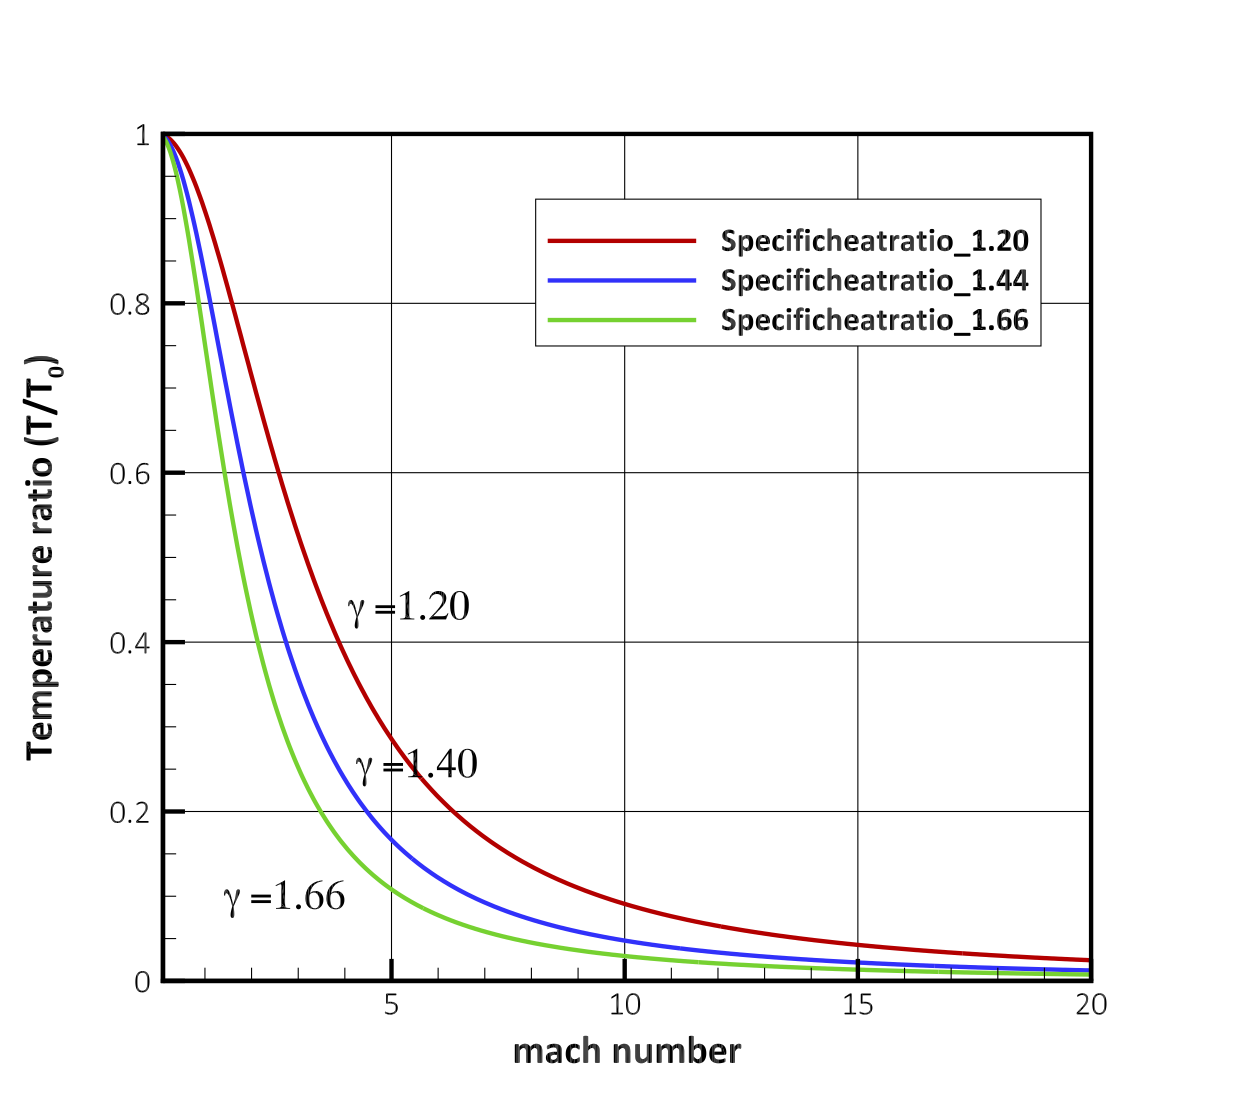 1
0.8
0.6
0.4
0.2
0
Temperature ratio (T/T0)
Specificheatratio_1.20
Specificheatratio_1.44
Specificheatratio_1.66
γ =1.20
γ =1.40
γ =1.66
5
10
15
20
mach number